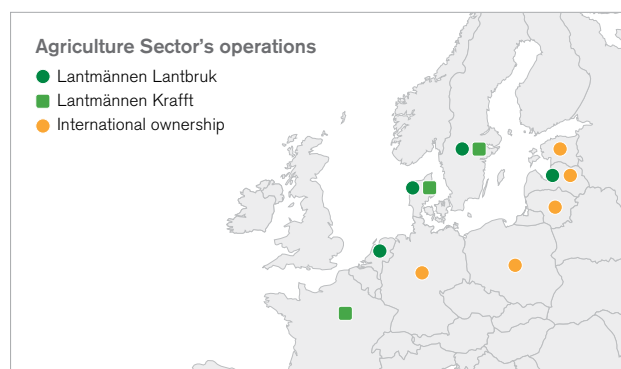 Agriculture Sector's operations
Lantmännen Lantbruk
Lantmännen Krafft
International ownership